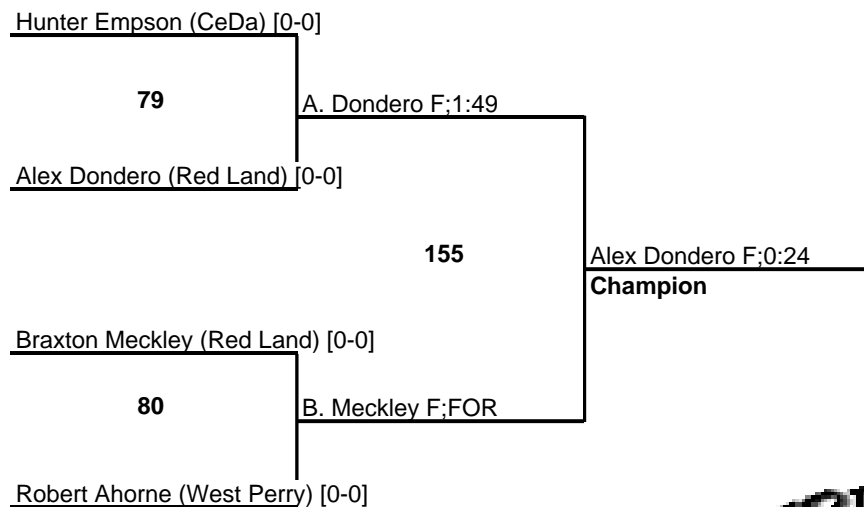 Hunter Empson (CeDa) [0-0]
79
A. Dondero F;1:49
Alex Dondero (Red Land) [0-0]
155
Alex Dondero F;0:24
Champion
Braxton Meckley (Red Land) [0-0]
80
B. Meckley F;FOR
Robert Ahorne (West Perry) [0-0]